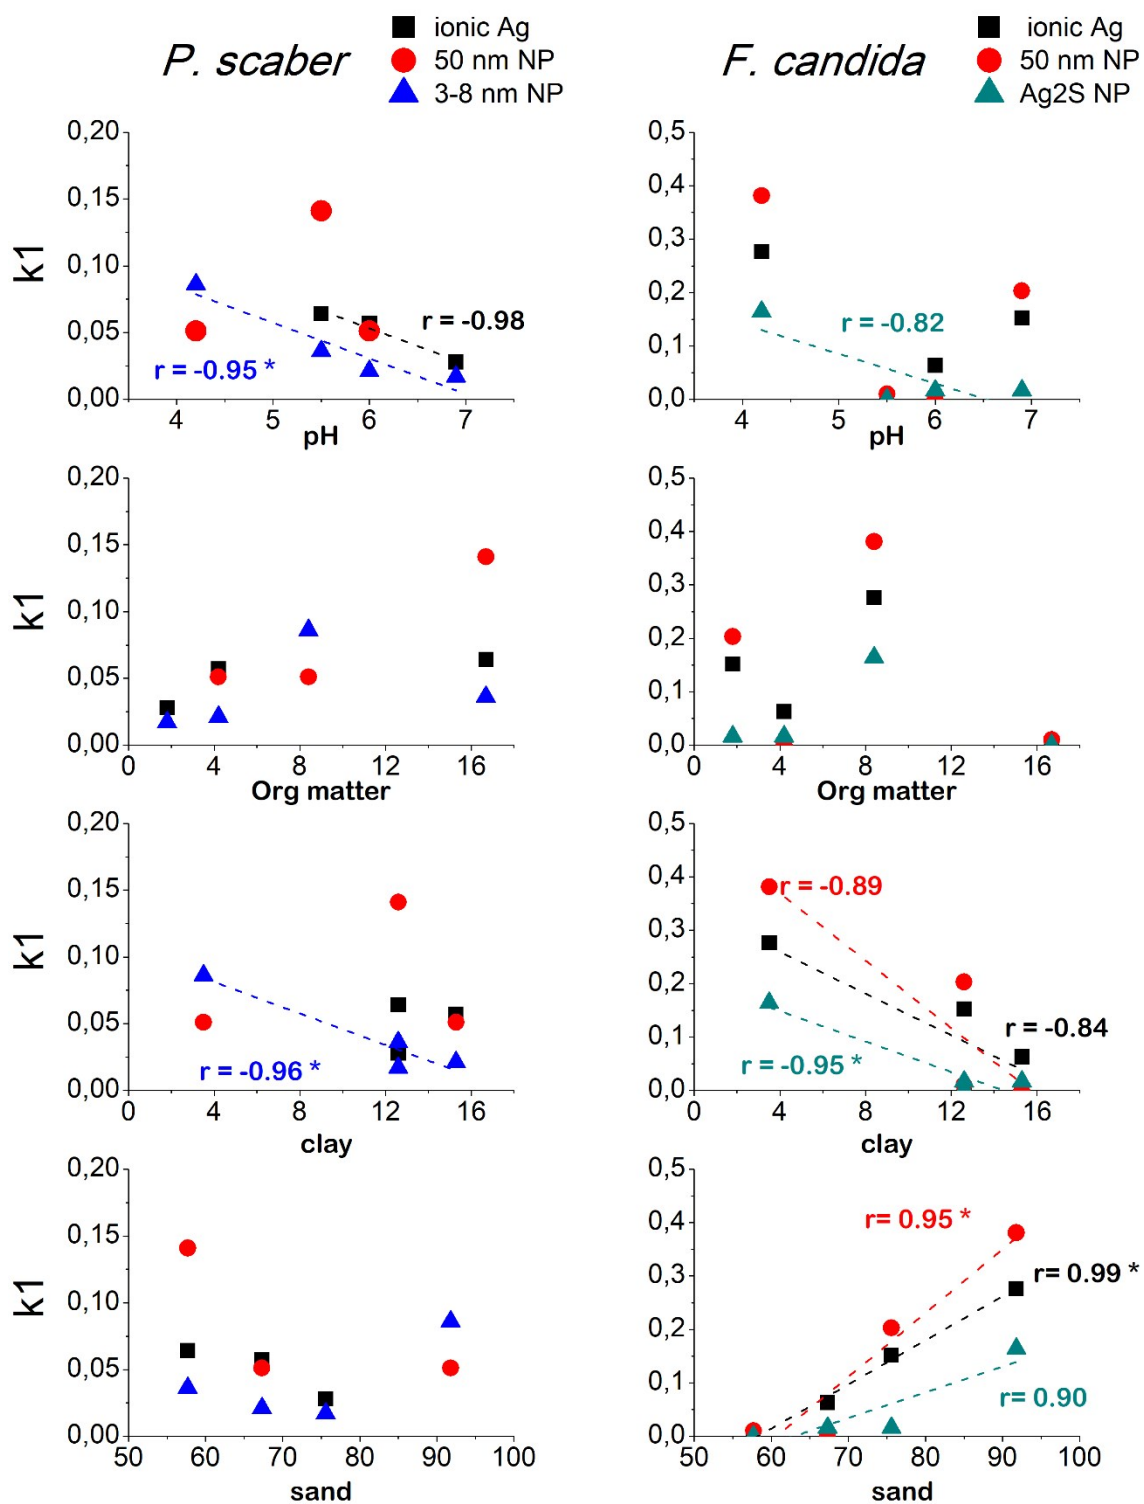 P. scaber
ionic Ag
50 nm NP
3-8 nm NP
F. candida
ionic Ag
50 nm NP
Ag2S NP
k1
0,20
0,15
0,10
0,05
0,00
r = -0.98
r = -0.95 *
4 5 6 7
pH
0,5
0,4
0,3
0,2
0,1
0,0
r = -0.82
4 5 6 7
pH
k1
0,20
0,15
0,10
0,05
0,00
0 4 8 12 16
Org matter
0,5
0,4
0,3
0,2
0,1
0,0
0 4 8 12 16
Org matter
k1
0,20
0,15
0,10
0,05
0,00
r = -0.96 *
0 4 8 12 16
clay
0,5
0,4
0,3
0,2
0,1
0,0
r = -0.89
r = -0.84
r = -0.95 *
0 4 8 12 16
clay
k1
0,20
0,15
0,10
0,05
0,00
50 60 70 80 90 100
sand
0,5
0,4
0,3
0,2
0,1
0,0
r= 0.95 *
r= 0.99 *
r= 0.90
50 60 70 80 90 100
sand